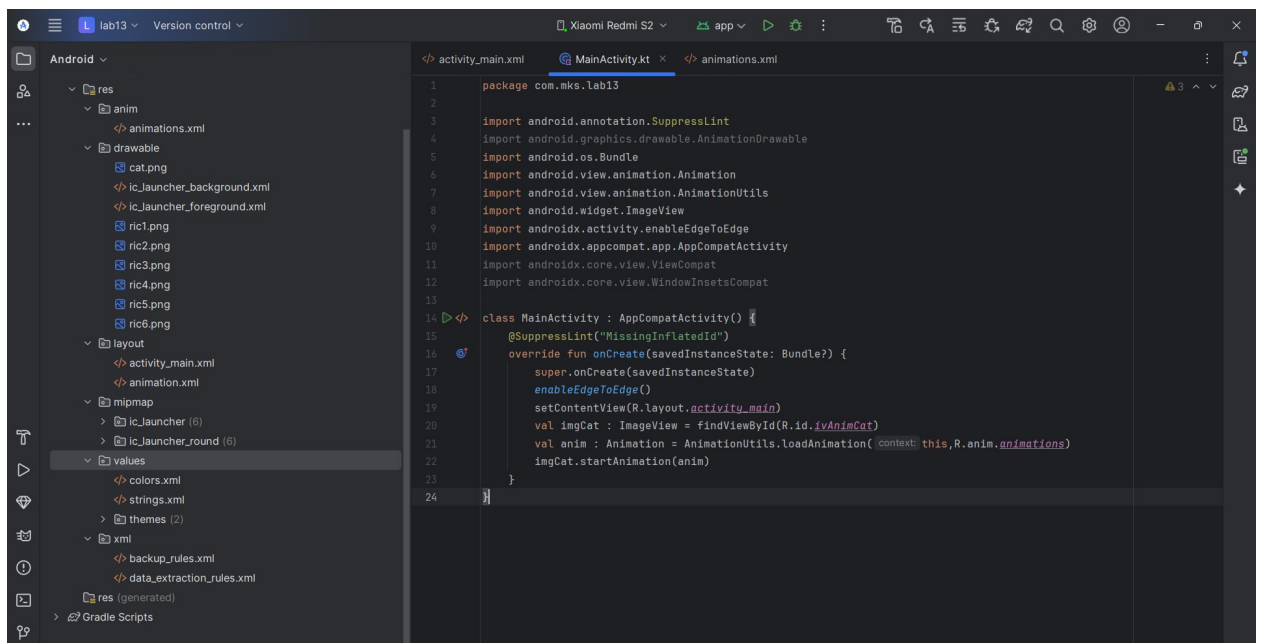 L lab13 Version control Xiaomi Redmi S2 app
Android
res
anim
animations.xml
drawable
cat.png
ic_launcher_background.xml
ic_launcher_foreground.xml
ric1.png
ric2.png
ric3.png
ric4.png
ric5.png
ric6.png
layout
activity_main.xml
animation.xml
mipmap
ic_launcher (6)
ic_launcher_round (6)
values
colors.xml
strings.xml
themes (2)
xml
backup_rules.xml
data_extraction_rules.xml
res (generated)
Gradle Scripts
activity_main.xml MainActivity.kt animations.xml
3
1 package com.mks.lab13
2
3 import android.annotation.SuppressLint
4 import android.graphics.drawable.AnimationDrawable
5 import android.os.Bundle
6 import android.view.animation.Animation
7 import android.view.animation.AnimationUtils
8 import android.widget.ImageView
9 import androidx.activity.enableEdgeToEdge
10 import androidx.appcompat.app.AppCompatActivity
11 import androidx.core.view.ViewCompat
12 import androidx.core.view.WindowInsetsCompat
13
14 class MainActivity : AppCompatActivity() {
15 @SuppressLint("MissingInflatedId")
16 override fun onCreate(savedInstanceState: Bundle?) {
17 super.onCreate(savedInstanceState)
18 enableEdgeToEdge()
19 setContentView(R.layout.activity_main)
20 val imgCat : ImageView = findViewById(R.id.ivAnimCat)
21 val anim : Animation = AnimationUtils.loadAnimation( context: this,R.anim.animations)
22 imgCat.startAnimation(anim)
23 }
24 }